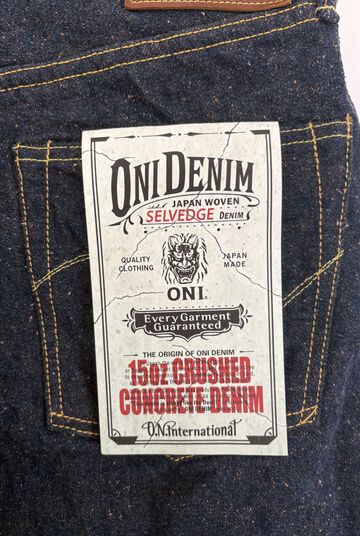 ONI DENIM
JAPAN WOVEN
SELVEDGE DENIM
QUALITY
CLOTHING
JAPAN
MADE
ONI®
Every Garment
Guaranteed
THE ORIGIN OF ONI DENIM
15oz CRUSHED
CONCRETE DENIM
O.N.International